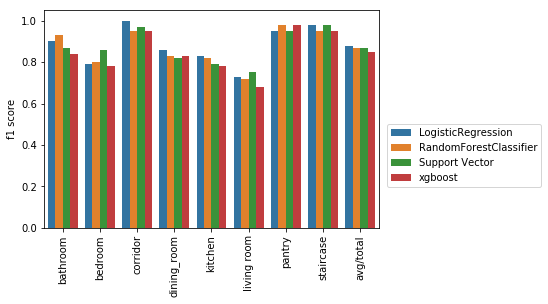 1.0
0.8
0.6
0.4
0.2
0.0
f1 score
bathroom
bedroom
corridor
dining_room
kitchen
living room
pantry
staircase
avg/total
LogisticRegression
RandomForestClassifier
Support Vector
xgboost